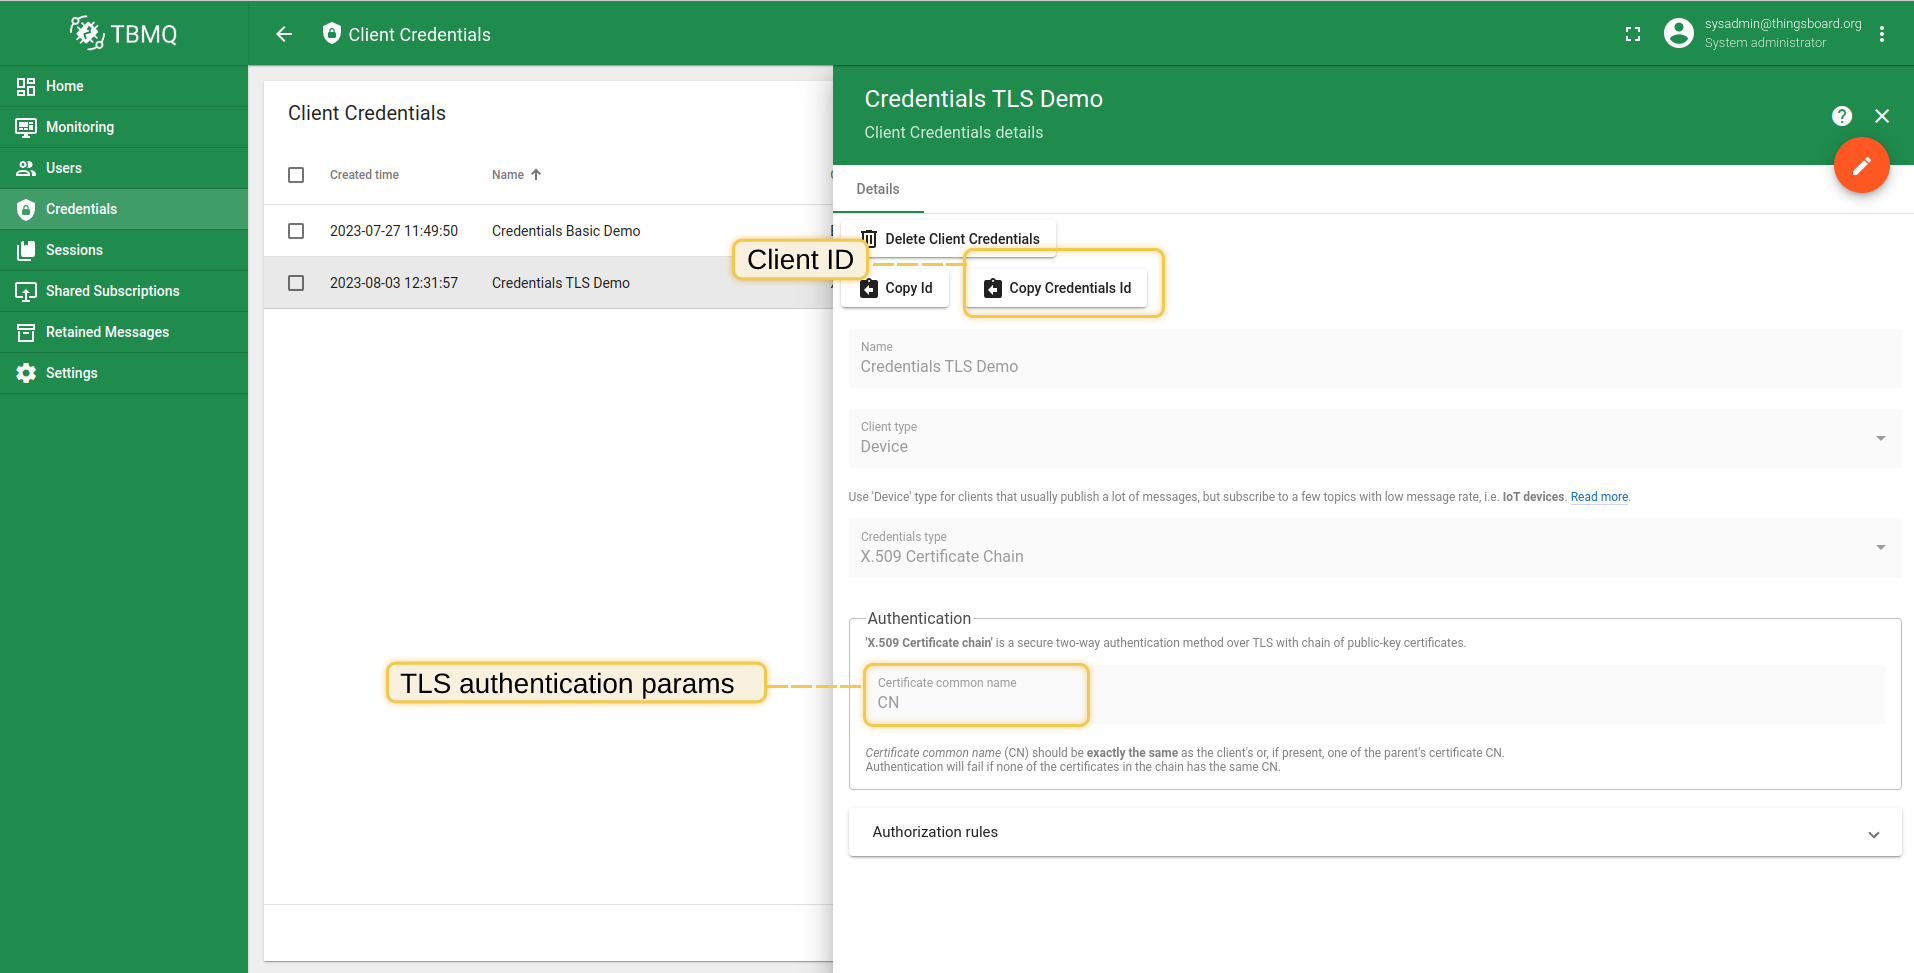 TBMQ
Client Credentials
sysadmin@thingsboard.org
System administrator
Home
Monitoring
Users
Credentials
Sessions
Shared Subscriptions
Retained Messages
Settings
Client Credentials
Created time
Name
2023-07-27 11:49:50
Credentials Basic Demo
2023-08-03 12:31:57
Credentials TLS Demo
Credentials TLS Demo
Client Credentials details
Details
Delete Client Credentials
Client ID
Copy Id
Copy Credentials Id
Name
Credentials TLS Demo
Client type
Device
Use 'Device' type for clients that usually publish a lot of messages, but subscribe to a few topics with low message rate, i.e. IoT devices. Read more.
Credentials type
X.509 Certificate Chain
Authentication
'X.509 Certificate chain' is a secure two-way authentication method over TLS with chain of public-key certificates.
TLS authentication params
Certificate common name
CN
Certificate common name (CN) should be exactly the same as the client's or, if present, one of the parent's certificate CN.
Authentication will fail if none of the certificates in the chain has the same CN.
Authorization rules